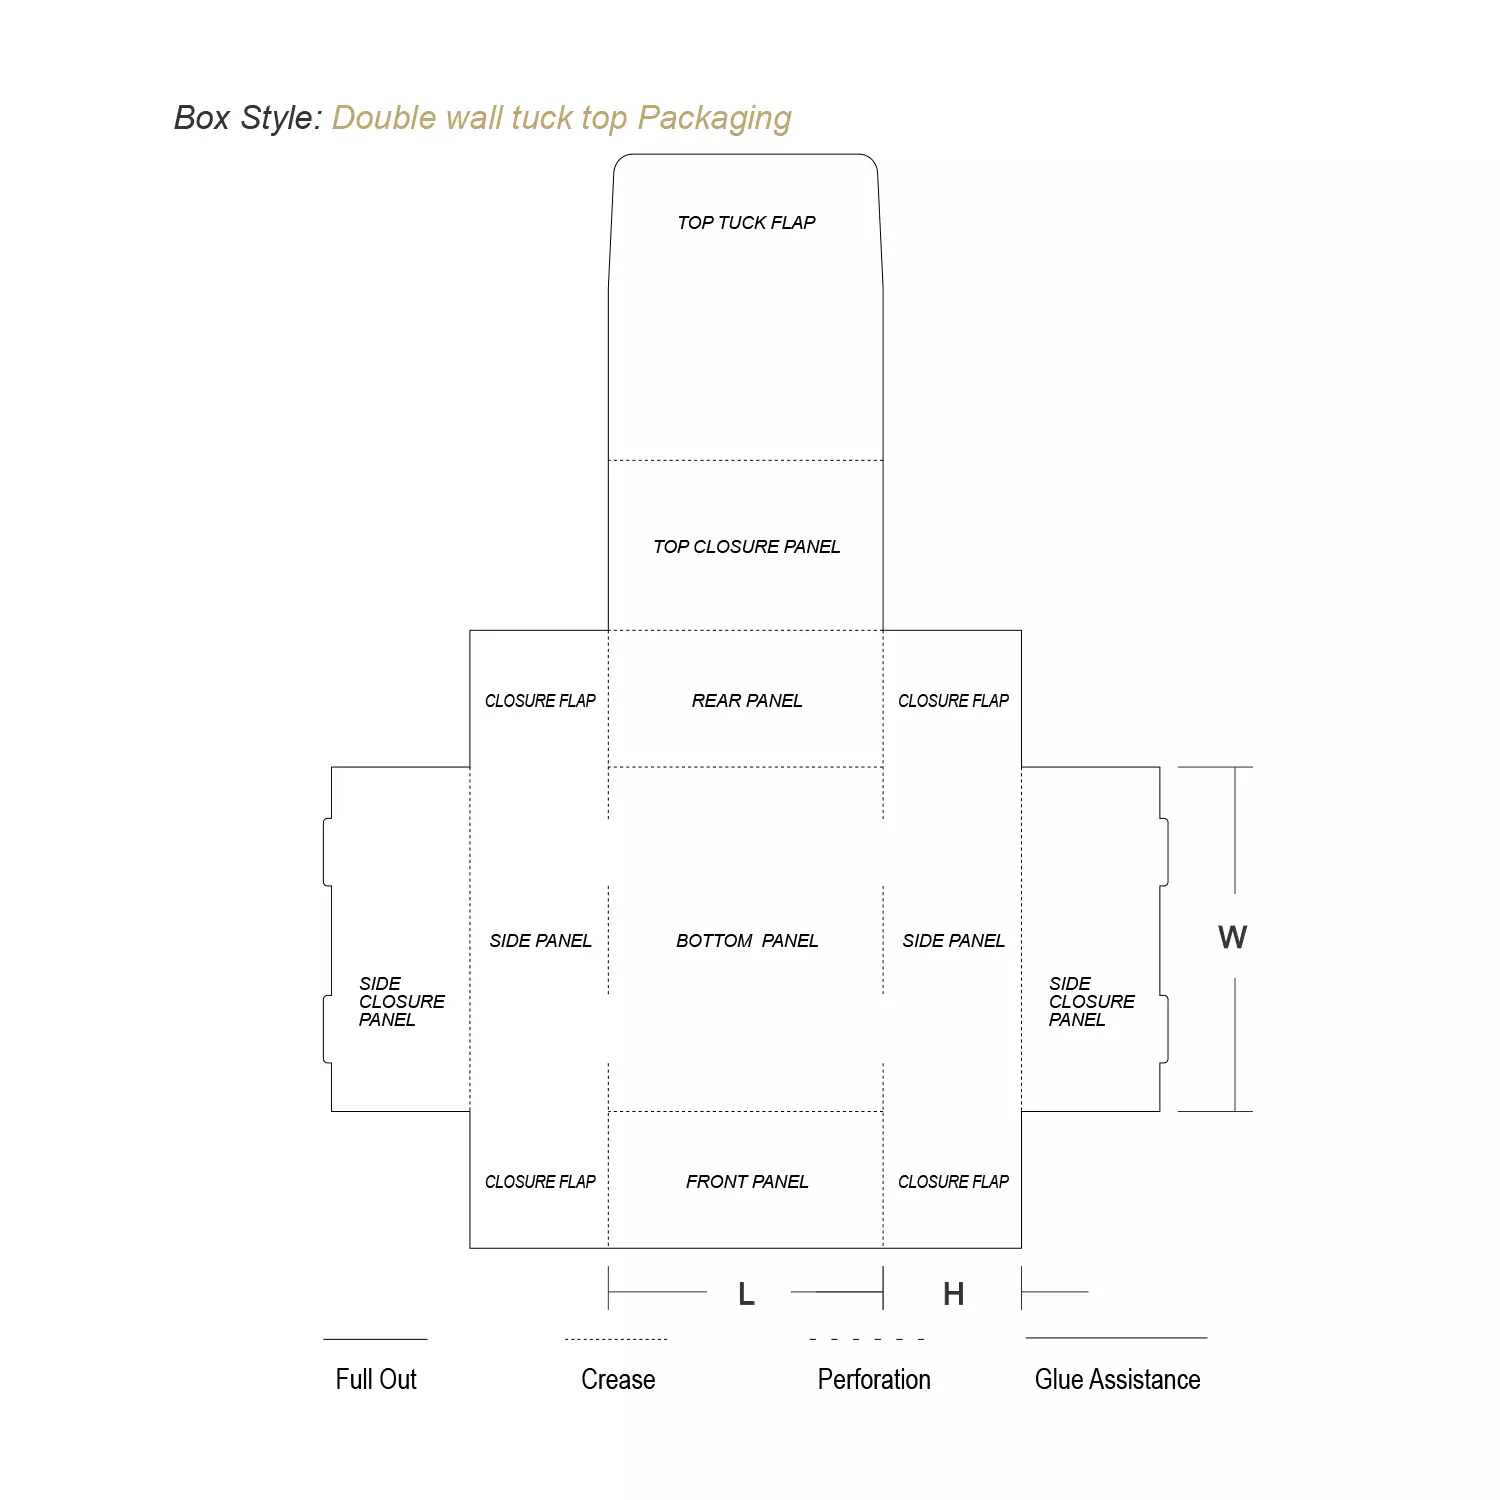 Box Style: Double wall tuck top Packaging
TOP TUCK FLAP
TOP CLOSURE PANEL
CLOSURE FLAP
REAR PANEL
CLOSURE FLAP
SIDE PANEL
BOTTOM PANEL
SIDE PANEL
W
SIDE
CLOSURE
PANEL
SIDE
CLOSURE
PANEL
CLOSURE FLAP
FRONT PANEL
CLOSURE FLAP
L
H
Full Out
Crease
Perforation
Glue Assistance